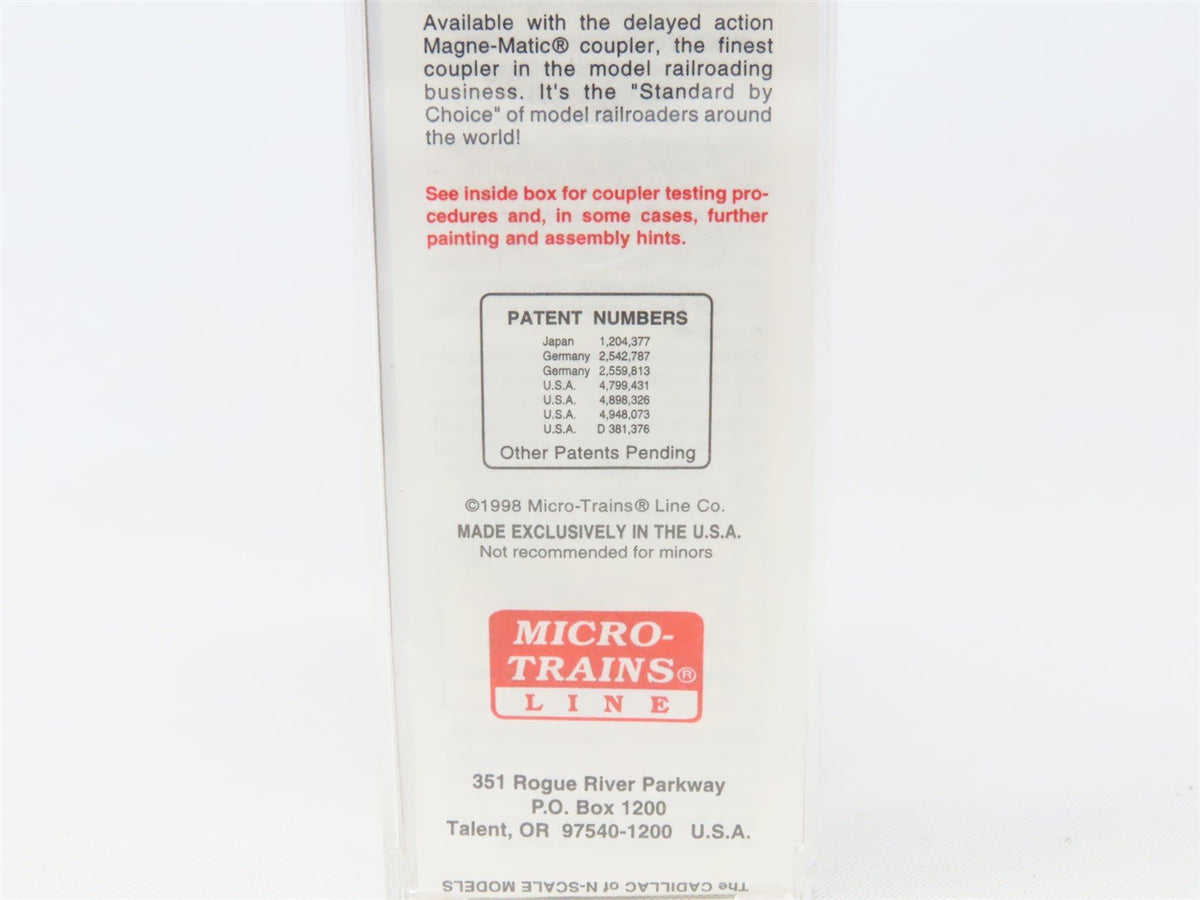 Available with the delayed action
Magne-Matic® coupler, the finest
coupler in the model railroading
business. It's the "Standard by
Choice" of model railroaders around
the world!
See inside box for coupler testing pro-
cedures and, in some cases, further
painting and assembly hints.
PATENT NUMBERS
Japan 1,204,377
Germany 2,542,787
Germany 2,559,813
U.S.A. 4,799,431
U.S.A. 4,898,326
U.S.A. 4,948,073
U.S.A. D 381,376
Other Patents Pending
©1998 Micro-Trains® Line Co.
MADE EXCLUSIVELY IN THE U.S.A.
Not recommended for minors
MICRO-
TRAINS®
LINE
351 Rogue River Parkway
P.O. Box 1200
Talent, OR 97540-1200 U.S.A.
The CADILLAC of N-SCALE MODELS